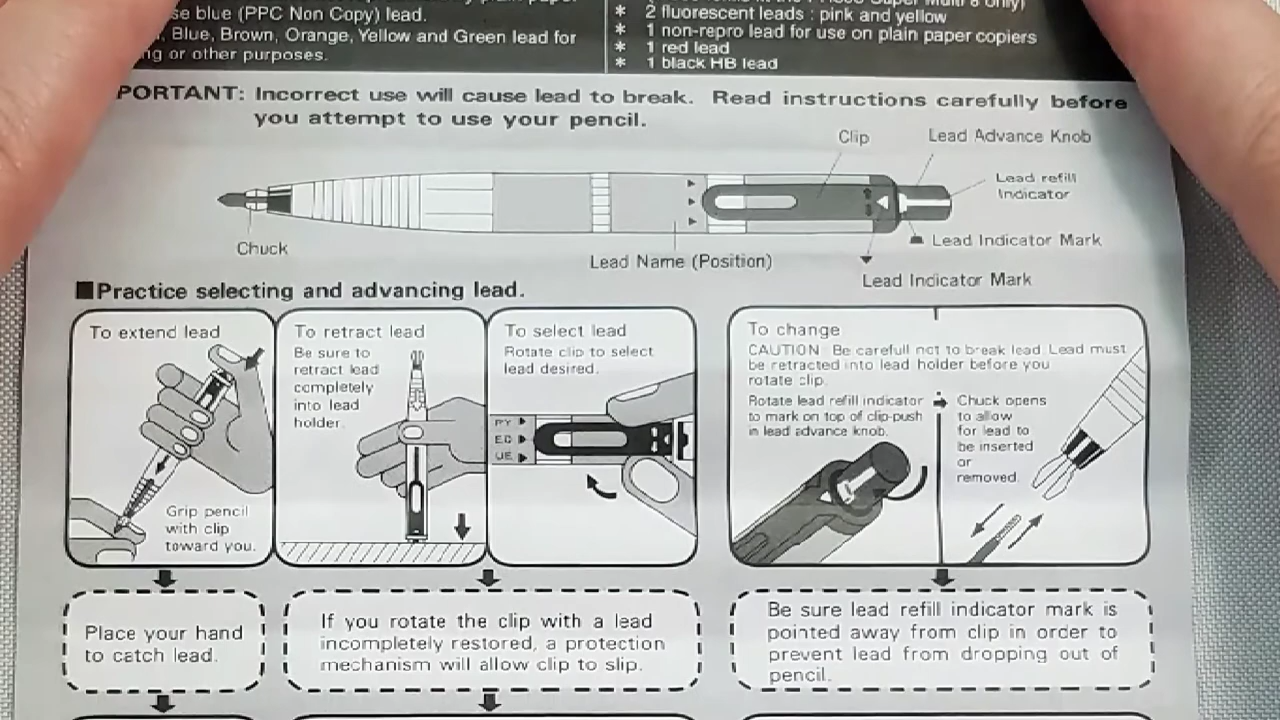 se blue (PPC Non Copy) lead.
Blue, Brown, Orange, Yellow and Green lead for
or other purposes.
* 2 fluorescent leads : pink and yellow
* 1 non-repro lead for use on plain paper copiers
* 1 red lead
* 1 black HB lead
PORTANT: Incorrect use will cause lead to break. Read instructions carefully before
you attempt to use your pencil.
Clip
Lead Advance Knob
Lead refill
Indicator
Chuck
Lead Indicator Mark
Lead Name (Position)
Lead Indicator Mark
■Practice selecting and advancing lead.
To extend lead
Grip pencil
with clip
toward you.
To retract lead
Be sure to
retract lead
completely
into lead
holder.
To select lead
Rotate clip to select
lead desired.
To change
CAUTION Be carefull not to break lead. Lead must
be retracted into lead holder before you
rotate clip.
Rotate lead refill indicator
to mark on top of clip-push
in lead advance knob.
Chuck opens
to allow
for lead to
be inserted
or
removed.
Place your hand
to catch lead.
If you rotate the clip with a lead
incompletely restored, a protection
mechanism will allow clip to slip.
Be sure lead refill indicator mark is
pointed away from clip in order to
prevent lead from dropping out of
pencil.